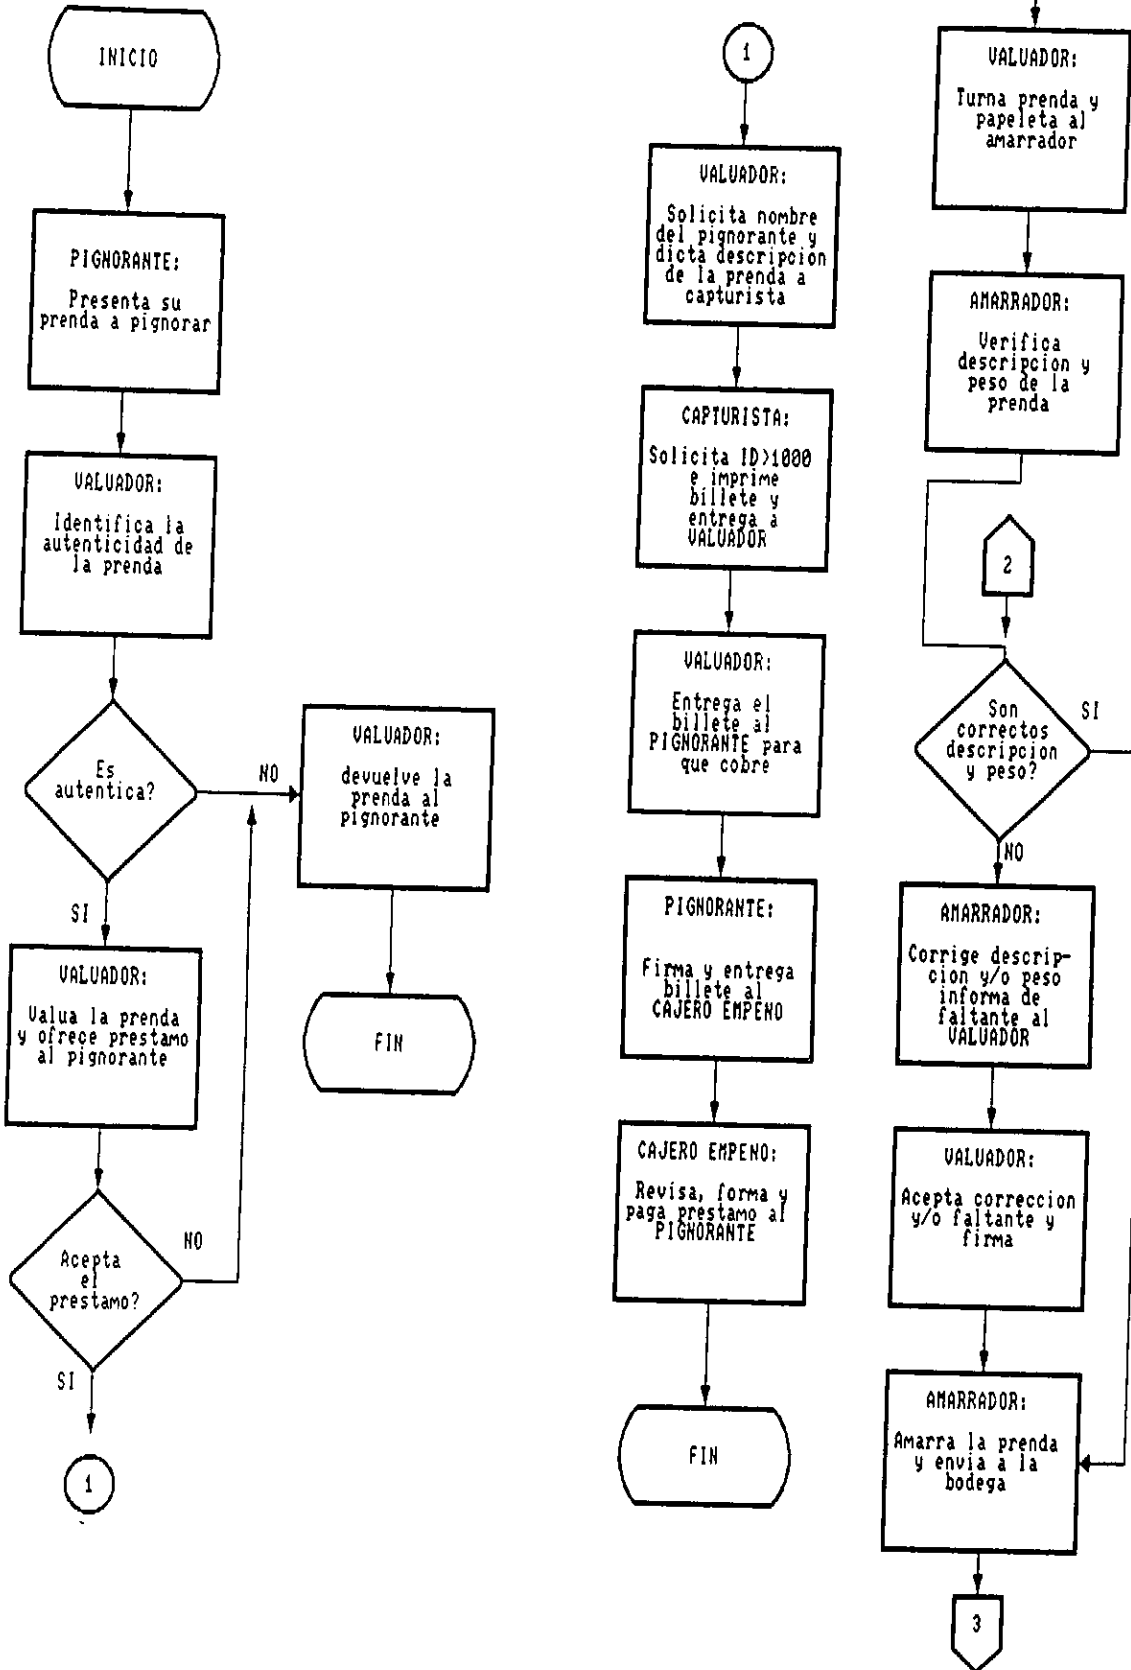 INICIO
PIGNORANTE:
Presenta su
prenda a pignorar
VALUADOR:
Identifica la
autenticidad de
la prenda
Es
autentica?
NO
VALUADOR:
devuelve la
prenda al
pignorante
FIN
SI
VALUADOR:
Valua la prenda
y ofrece prestamo
al pignorante
Acepta
el
prestamo?
NO
SI
1
1
VALUADOR:
Solicita nombre
del pignorante y
dicta descripcion
de la prenda a
capturista
CAPTURISTA:
Solicita ID>1000
e imprime
billete y
entrega a
VALUADOR
VALUADOR:
Entrega el
billete al
PIGNORANTE para
que cobre
PIGNORANTE:
Firma y entrega
billete al
CAJERO EMPENO
CAJERO EMPENO:
Revisa, forma y
paga prestamo al
PIGNORANTE
FIN
VALUADOR:
Turna prenda y
papeleta al
amarrador
AMARRADOR:
Verifica
descripcion y
peso de la
prenda
2
Son
correctos
descripcion
y peso?
SI
NO
AMARRADOR:
Corrige descrip-
cion y/o peso
informa de
faltante al
VALUADOR
VALUADOR:
Acepta correccion
y/o faltante y
firma
AMARRADOR:
Amarra la prenda
y envia a la
bodega
3